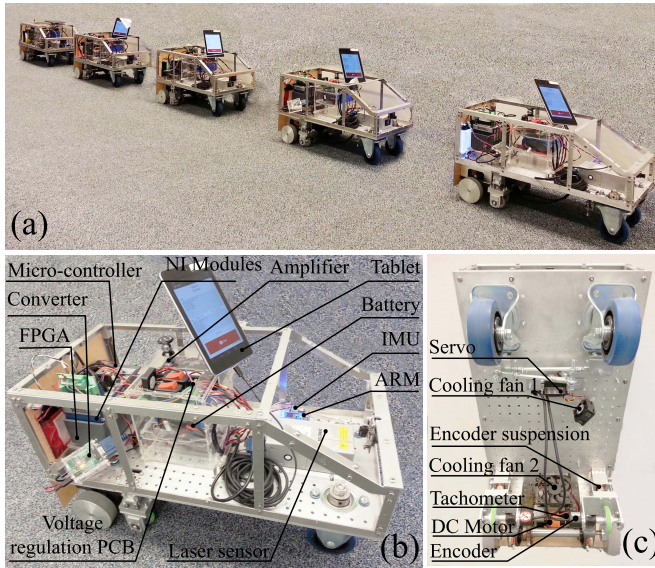 (a)
NI Modules
Amplifier
Tablet
Micro-controller
Converter
Battery
FPGA
IMU
ARM
Voltage
regulation PCB
Laser sensor
(b)
Servo
Cooling fan 1
Encoder suspension
Cooling fan 2
Tachometer
DC Motor
Encoder
(c)